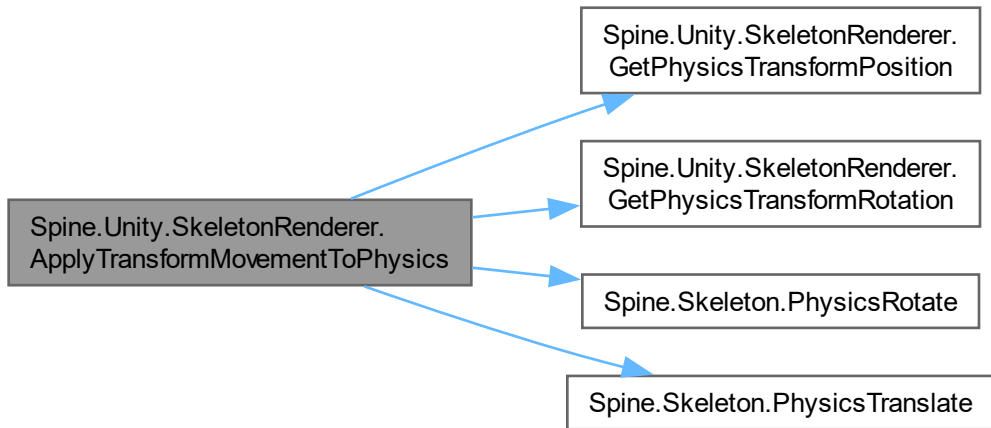 Spine.Unity.SkeletonRenderer.
GetPhysicsTransformPosition
Spine.Unity.SkeletonRenderer.
GetPhysicsTransformRotation
Spine.Unity.SkeletonRenderer.
ApplyTransformMovementToPhysics
Spine.Skeleton.PhysicsRotate
Spine.Skeleton.PhysicsTranslate